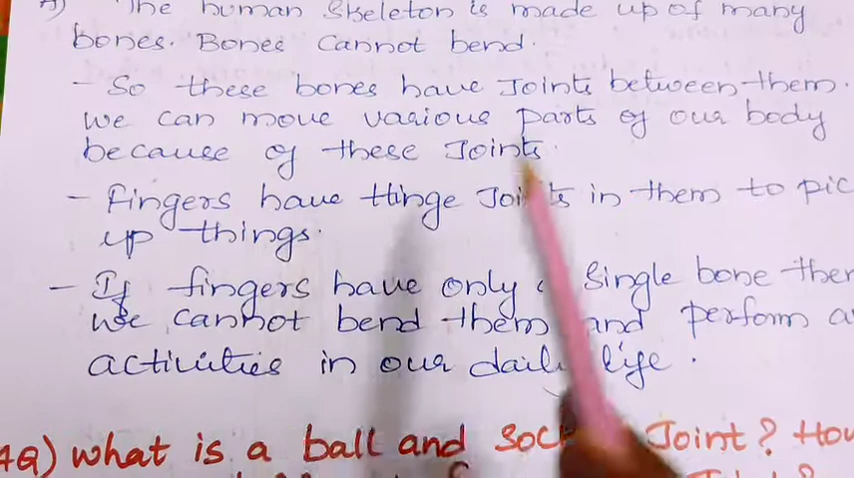 A) The human Skeleton is made up of many
bones. Bones cannot bend.
- So these bones have Joints between them.
we can move various parts of our body
because of these Joints.
- fingers have Hinge Joints in them to pic
up things.
- If fingers have only a Single bone then
we cannot bend them and perform a
activities in our daily life.
4Q) what is a ball and Socket Joint? How